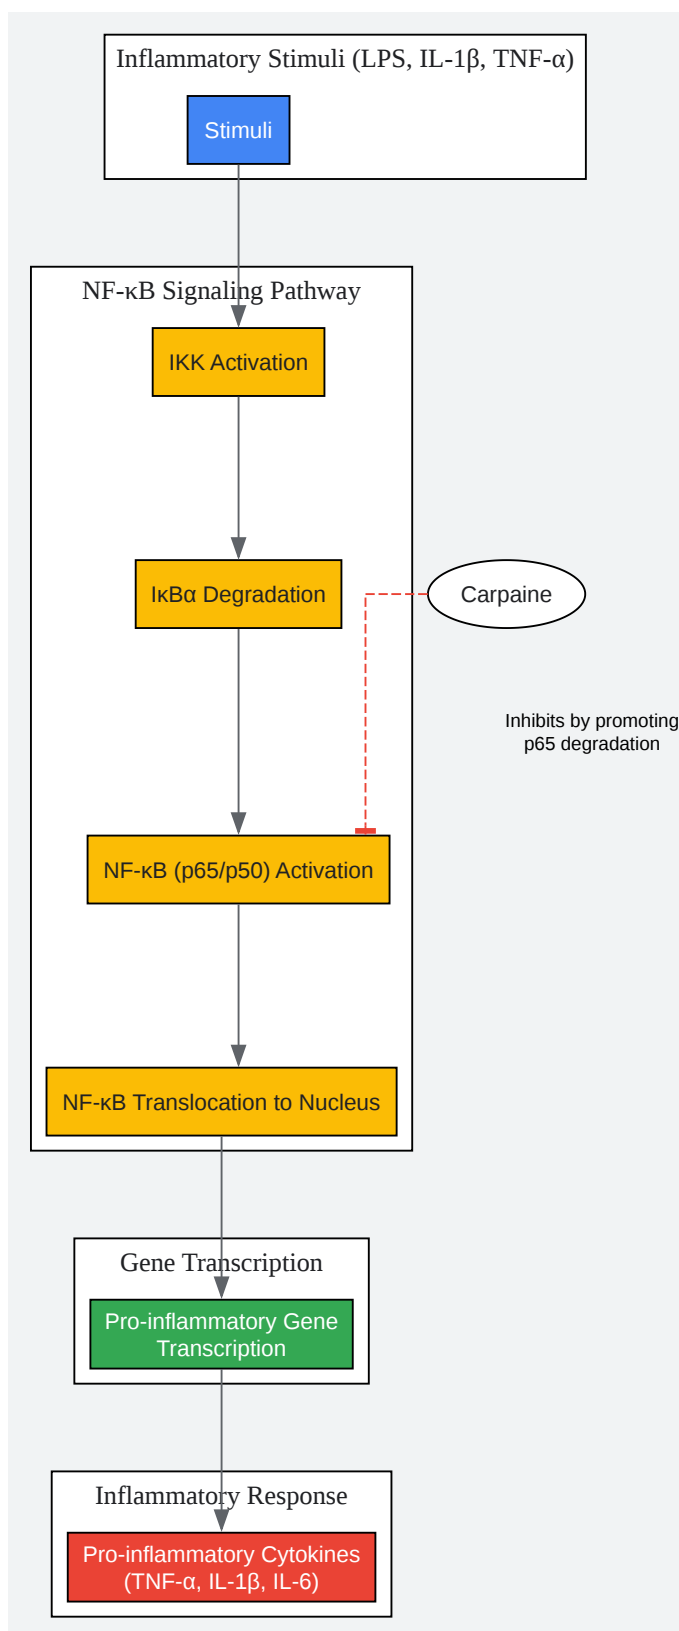 Inflammatory Stimuli (LPS, IL-1β, TNF-α)
Stimuli
NF-κB Signaling Pathway
IKK Activation
IκBα Degradation
Carpaine
Inhibits by promoting
p65 degradation
NF-κB (p65/p50) Activation
NF-κB Translocation to Nucleus
Gene Transcription
Pro-inflammatory Gene
Transcription
Inflammatory Response
Pro-inflammatory Cytokines
(TNF-α, IL-1β, IL-6)